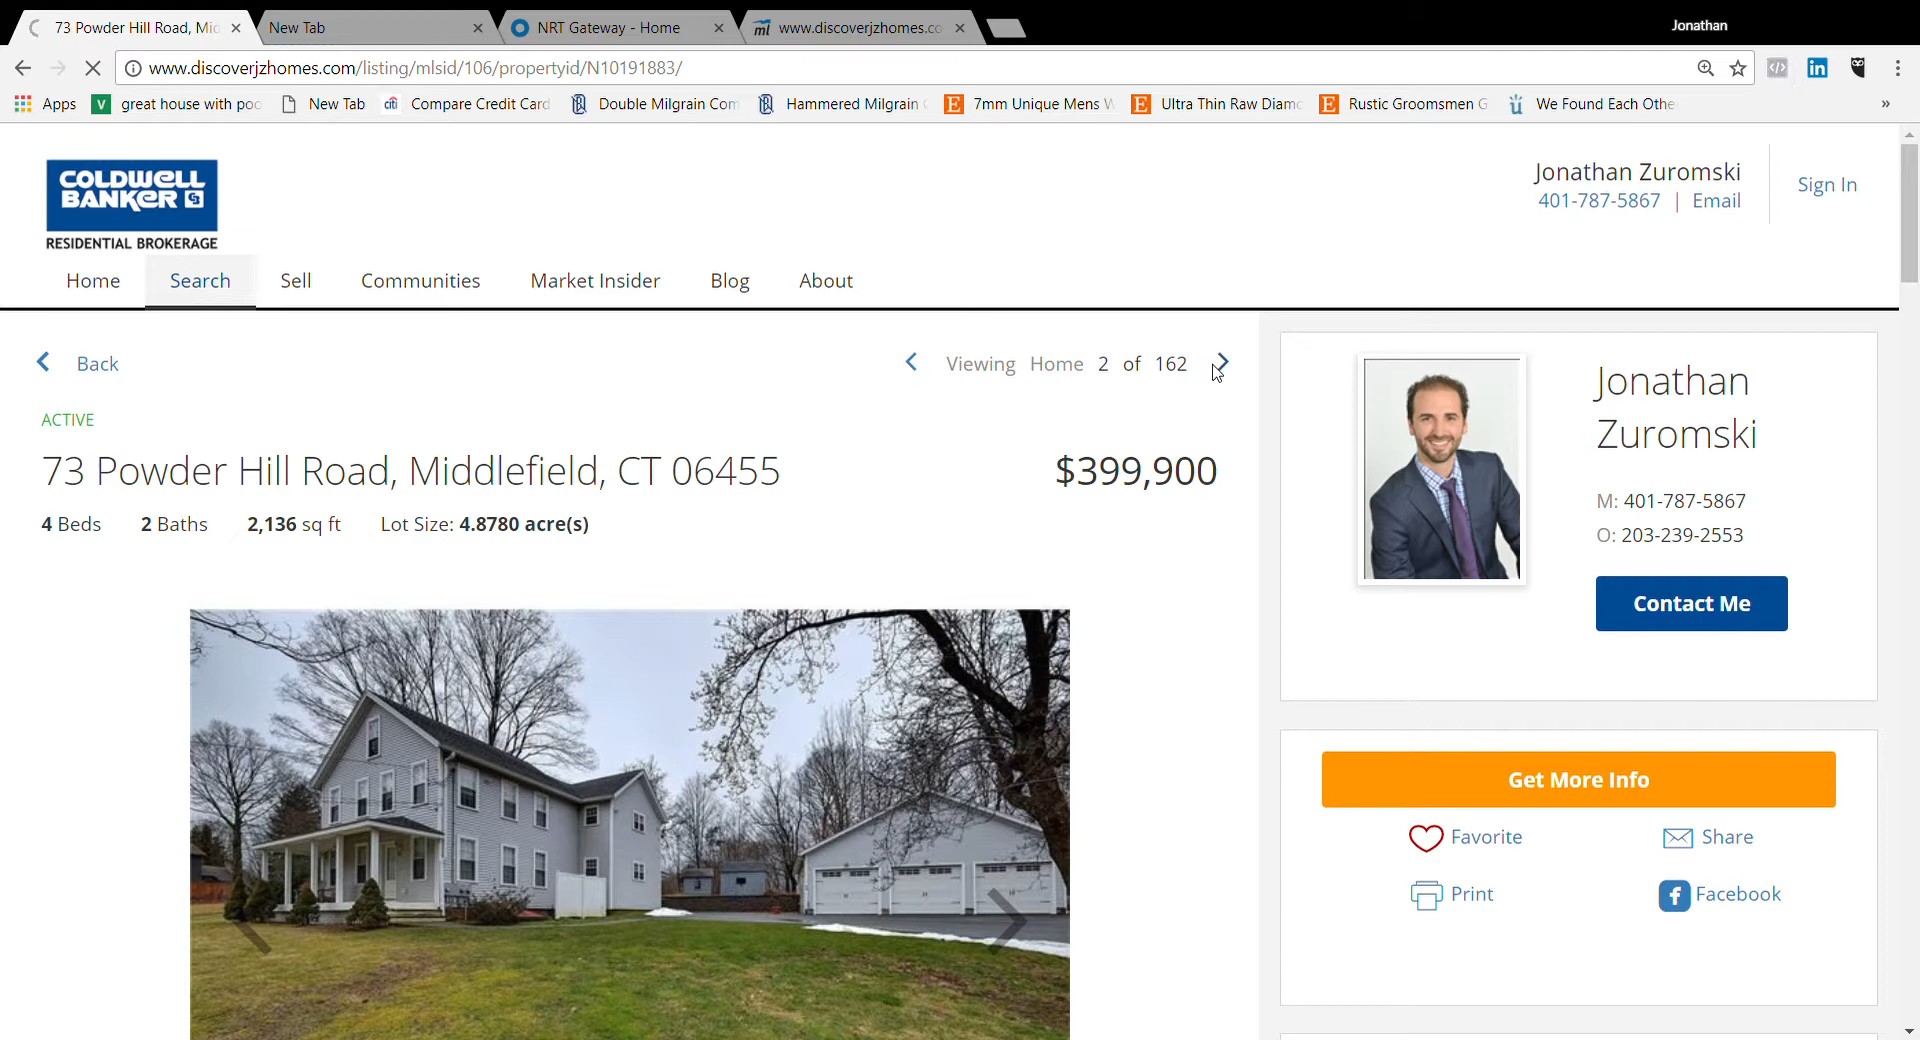 73 Powder Hill Road, Mid
New Tab
NRT Gateway - Home
www.discoverjzhomes.co
Jonathan
www.discoverjzhomes.com/listing/mlsid/106/propertyid/N10191883/
Apps
great house with poo
New Tab
Compare Credit Card
Double Milgrain Com
Hammered Milgrain
7mm Unique Mens W
Ultra Thin Raw Diamo
Rustic Groomsmen G
We Found Each Othe
COLDWELL
BANKER CB
RESIDENTIAL BROKERAGE
Jonathan Zuromski
401-787-5867 | Email
Sign In
Home
Search
Sell
Communities
Market Insider
Blog
About
Back
Viewing Home 2 of 162
ACTIVE
73 Powder Hill Road, Middlefield, CT 06455
$399,900
4 Beds 2 Baths 2,136 sq ft Lot Size: 4.8780 acre(s)
Jonathan
Zuromski
M: 401-787-5867
O: 203-239-2553
Contact Me
Get More Info
Favorite
Share
Print
Facebook